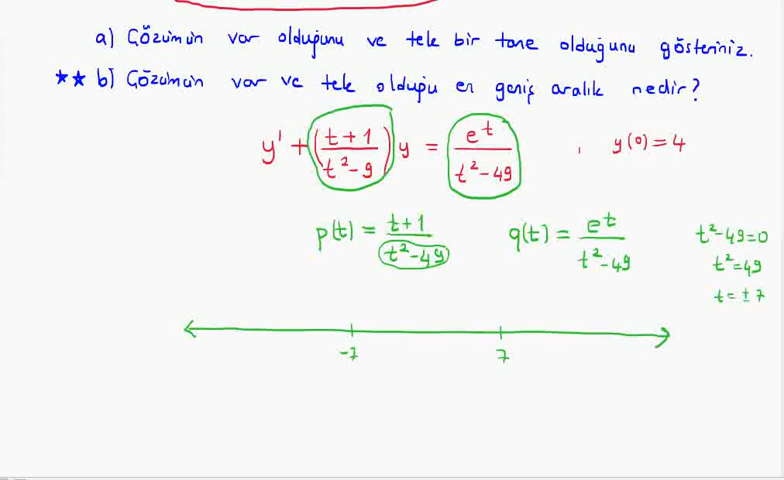 a) Çözümün var olduğunu ve tek bir tane olduğunu gösteriniz.
★★ b) Çözümün var ve tek olduğu en geniş aralık nedir?
y' + ((t+1)/(t²-9)) y = e^t/(t²-49) , y(0)=4
p(t) = (t+1)/(t²-49) q(t) = e^t/(t²-49) t²-49=0
t²=49
t=±7
-7 7